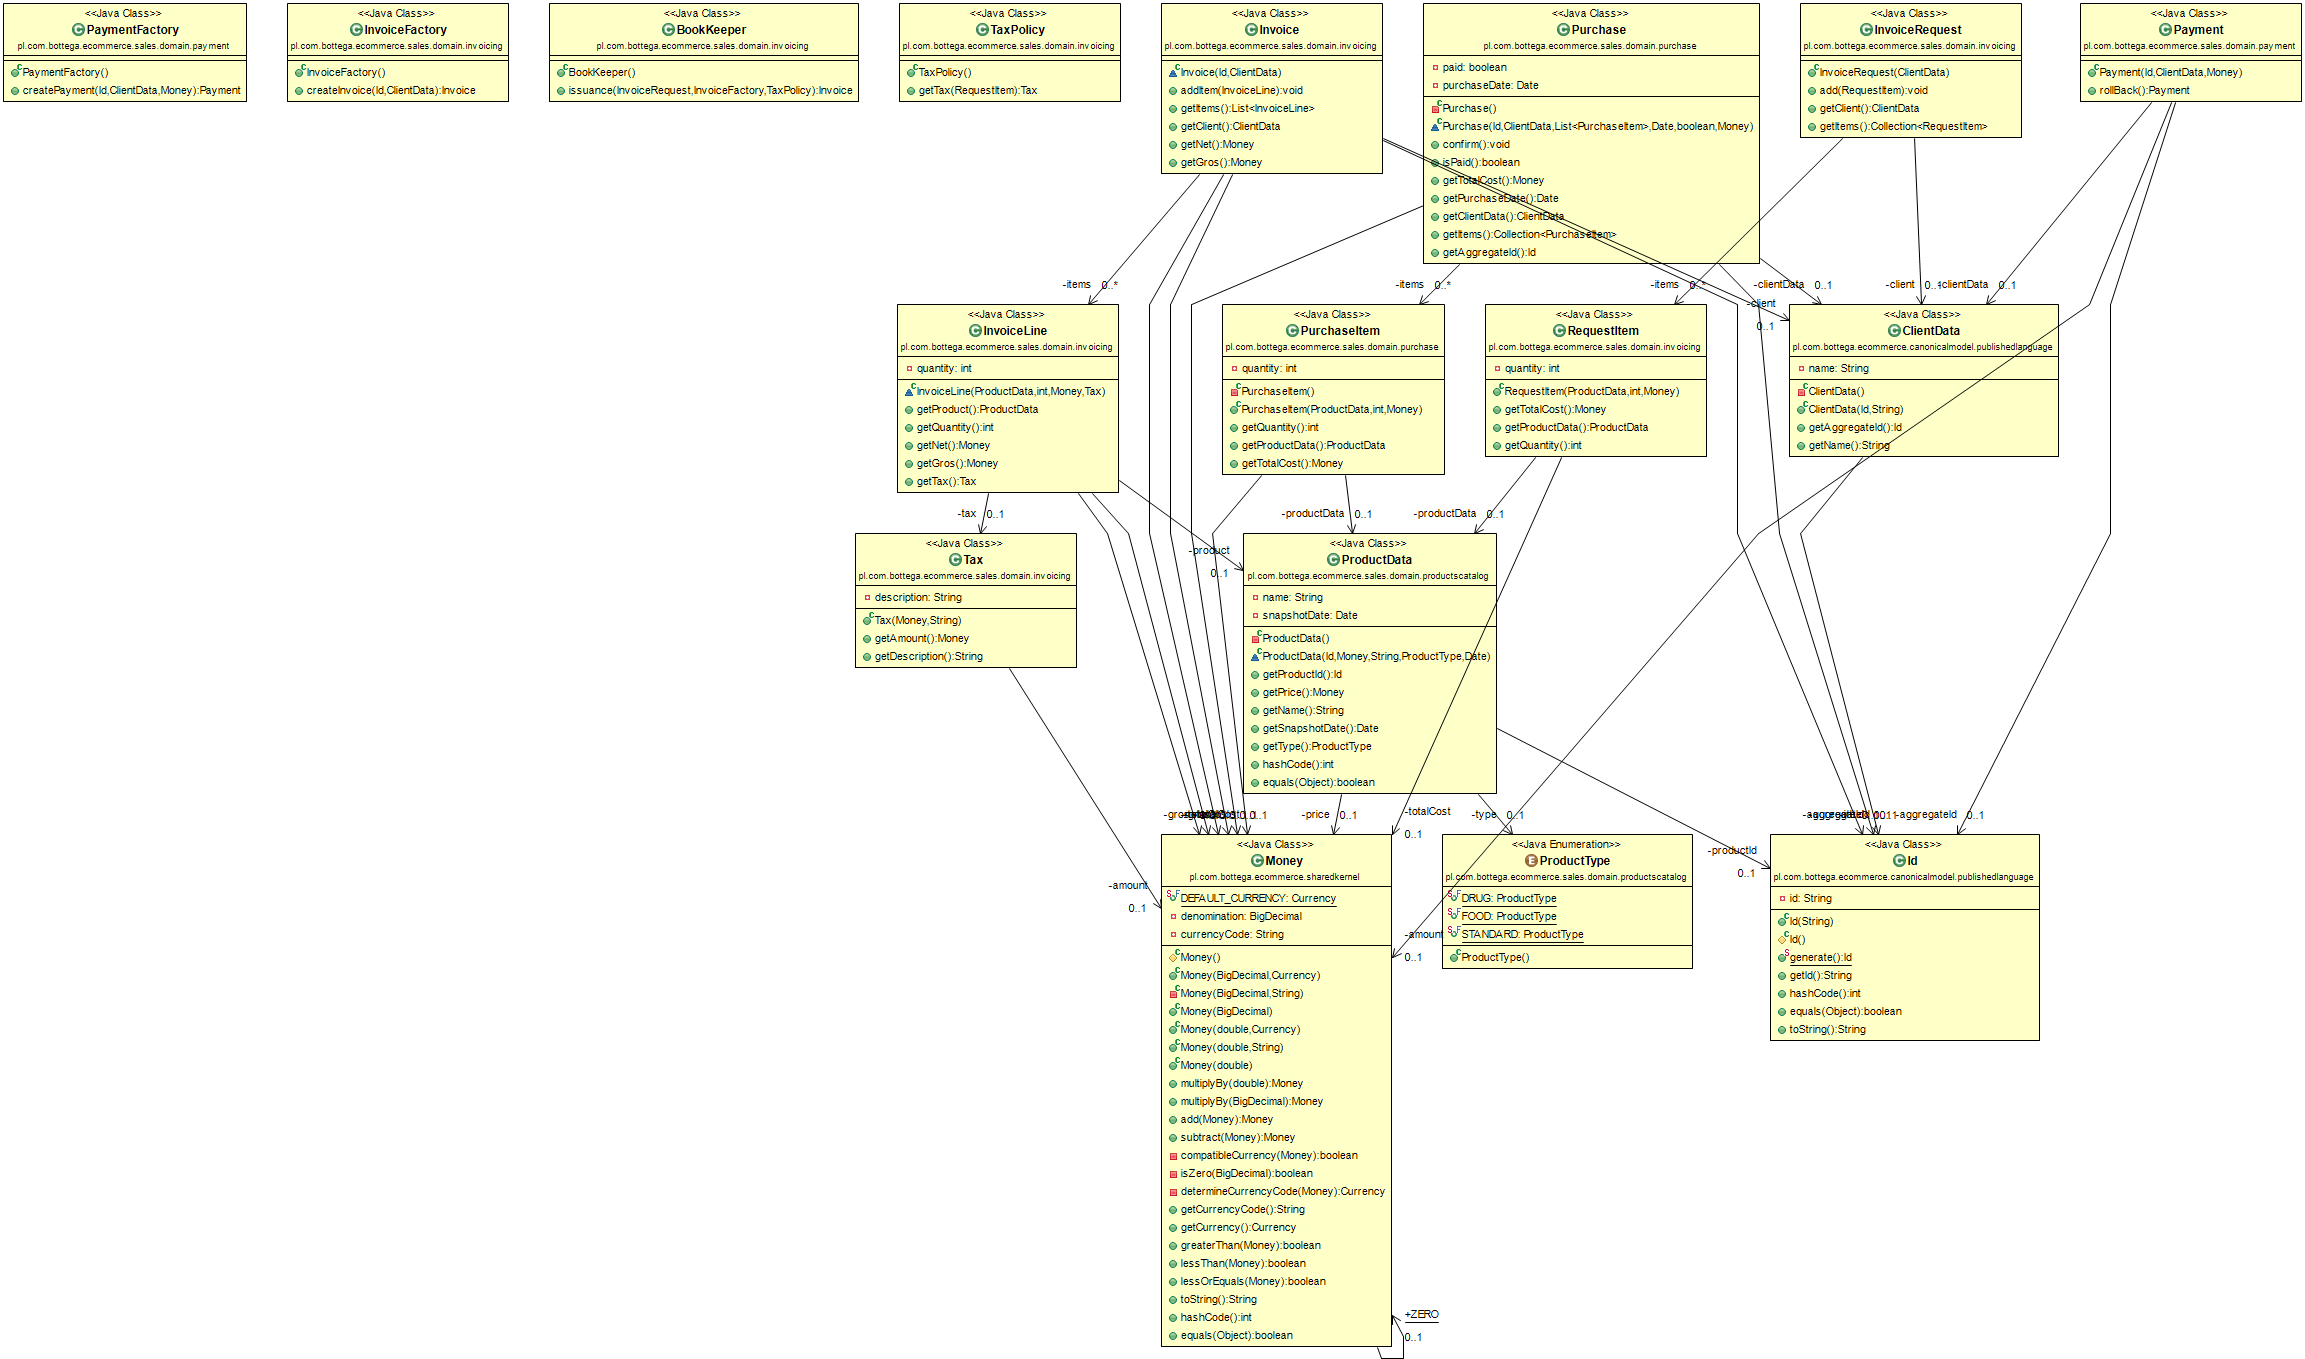 <<Java Class>>
PaymentFactory
pl.com.bottega.ecommerce.sales.domain.payment
PaymentFactory()
createPayment(Id,ClientData,Money):Payment
<<Java Class>>
InvoiceFactory
pl.com.bottega.ecommerce.sales.domain.invoicing
InvoiceFactory()
createInvoice(Id,ClientData):Invoice
<<Java Class>>
BookKeeper
pl.com.bottega.ecommerce.sales.domain.invoicing
BookKeeper()
issuance(InvoiceRequest,InvoiceFactory,TaxPolicy):Invoice
<<Java Class>>
TaxPolicy
pl.com.bottega.ecommerce.sales.domain.invoicing
TaxPolicy()
getTax(RequestItem):Tax
<<Java Class>>
Invoice
pl.com.bottega.ecommerce.sales.domain.invoicing
Invoice(Id,ClientData)
addItem(InvoiceLine):void
getItems():List<InvoiceLine>
getClient():ClientData
getNet():Money
getGros():Money
<<Java Class>>
Purchase
pl.com.bottega.ecommerce.sales.domain.purchase
paid: boolean
purchaseDate: Date
Purchase()
Purchase(Id,ClientData,List<PurchaseItem>,Date,boolean,Money)
confirm():void
isPaid():boolean
getTotalCost():Money
getPurchaseDate():Date
getClientData():ClientData
getItems():Collection<PurchaseItem>
getAggregateId():Id
<<Java Class>>
InvoiceRequest
pl.com.bottega.ecommerce.sales.domain.invoicing
InvoiceRequest(ClientData)
add(RequestItem):void
getClient():ClientData
getItems():Collection<RequestItem>
<<Java Class>>
Payment
pl.com.bottega.ecommerce.sales.domain.payment
Payment(Id,ClientData,Money)
rollBack():Payment
-items 0..*
-items 0..*
-items 0..*
-clientData 0..1
-client
0..1
-client 0..1
-clientData 0..1
<<Java Class>>
InvoiceLine
pl.com.bottega.ecommerce.sales.domain.invoicing
quantity: int
InvoiceLine(ProductData,int,Money,Tax)
getProduct():ProductData
getQuantity():int
getNet():Money
getGros():Money
getTax():Tax
<<Java Class>>
PurchaseItem
pl.com.bottega.ecommerce.sales.domain.purchase
quantity: int
PurchaseItem()
PurchaseItem(ProductData,int,Money)
getQuantity():int
getProductData():ProductData
getTotalCost():Money
<<Java Class>>
RequestItem
pl.com.bottega.ecommerce.sales.domain.invoicing
quantity: int
RequestItem(ProductData,int,Money)
getTotalCost():Money
getProductData():ProductData
getQuantity():int
<<Java Class>>
ClientData
pl.com.bottega.ecommerce.canonicalmodel.publishedlanguage
name: String
ClientData()
ClientData(Id,String)
getAggregateId():Id
getName():String
-tax 0..1
-product
0..1
-productData 0..1
-productData 0..1
<<Java Class>>
Tax
pl.com.bottega.ecommerce.sales.domain.invoicing
description: String
Tax(Money,String)
getAmount():Money
getDescription():String
<<Java Class>>
ProductData
pl.com.bottega.ecommerce.sales.domain.productscatalog
name: String
snapshotDate: Date
ProductData()
ProductData(Id,Money,String,ProductType,Date)
getProductId():Id
getPrice():Money
getName():String
getSnapshotDate():Date
getType():ProductType
hashCode():int
equals(Object):boolean
-price 0..1
-totalCost
0..1
-type 0..1
-aggregateId 0..1
-productId
0..1
-amount
0..1
-amount
0..1
<<Java Class>>
Money
pl.com.bottega.ecommerce.sharedkernel
DEFAULT_CURRENCY: Currency
denomination: BigDecimal
currencyCode: String
Money()
Money(BigDecimal,Currency)
Money(BigDecimal,String)
Money(BigDecimal)
Money(double,Currency)
Money(double,String)
Money(double)
multiplyBy(double):Money
multiplyBy(BigDecimal):Money
add(Money):Money
subtract(Money):Money
compatibleCurrency(Money):boolean
isZero(BigDecimal):boolean
determineCurrencyCode(Money):Currency
getCurrencyCode():String
getCurrency():Currency
greaterThan(Money):boolean
lessThan(Money):boolean
lessOrEquals(Money):boolean
toString():String
hashCode():int
equals(Object):boolean
+ZERO
0..1
<<Java Enumeration>>
ProductType
pl.com.bottega.ecommerce.sales.domain.productscatalog
DRUG: ProductType
FOOD: ProductType
STANDARD: ProductType
ProductType()
<<Java Class>>
Id
pl.com.bottega.ecommerce.canonicalmodel.publishedlanguage
id: String
Id(String)
Id()
generate():Id
getId():String
hashCode():int
equals(Object):boolean
toString():String